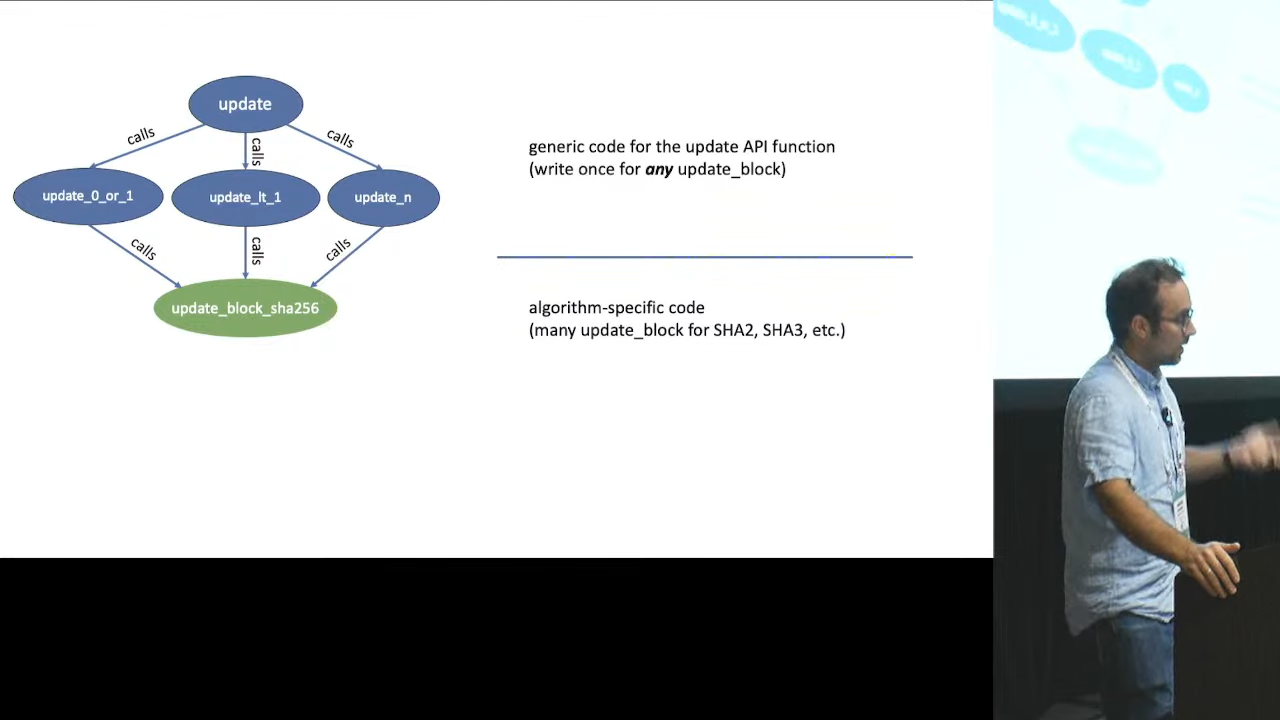 update
calls
calls
calls
update_0_or_1
update_lt_1
update_n
calls
calls
calls
update_block_sha256
generic code for the update API function
(write once for any update_block)
algorithm-specific code
(many update_block for SHA2, SHA3, etc.)